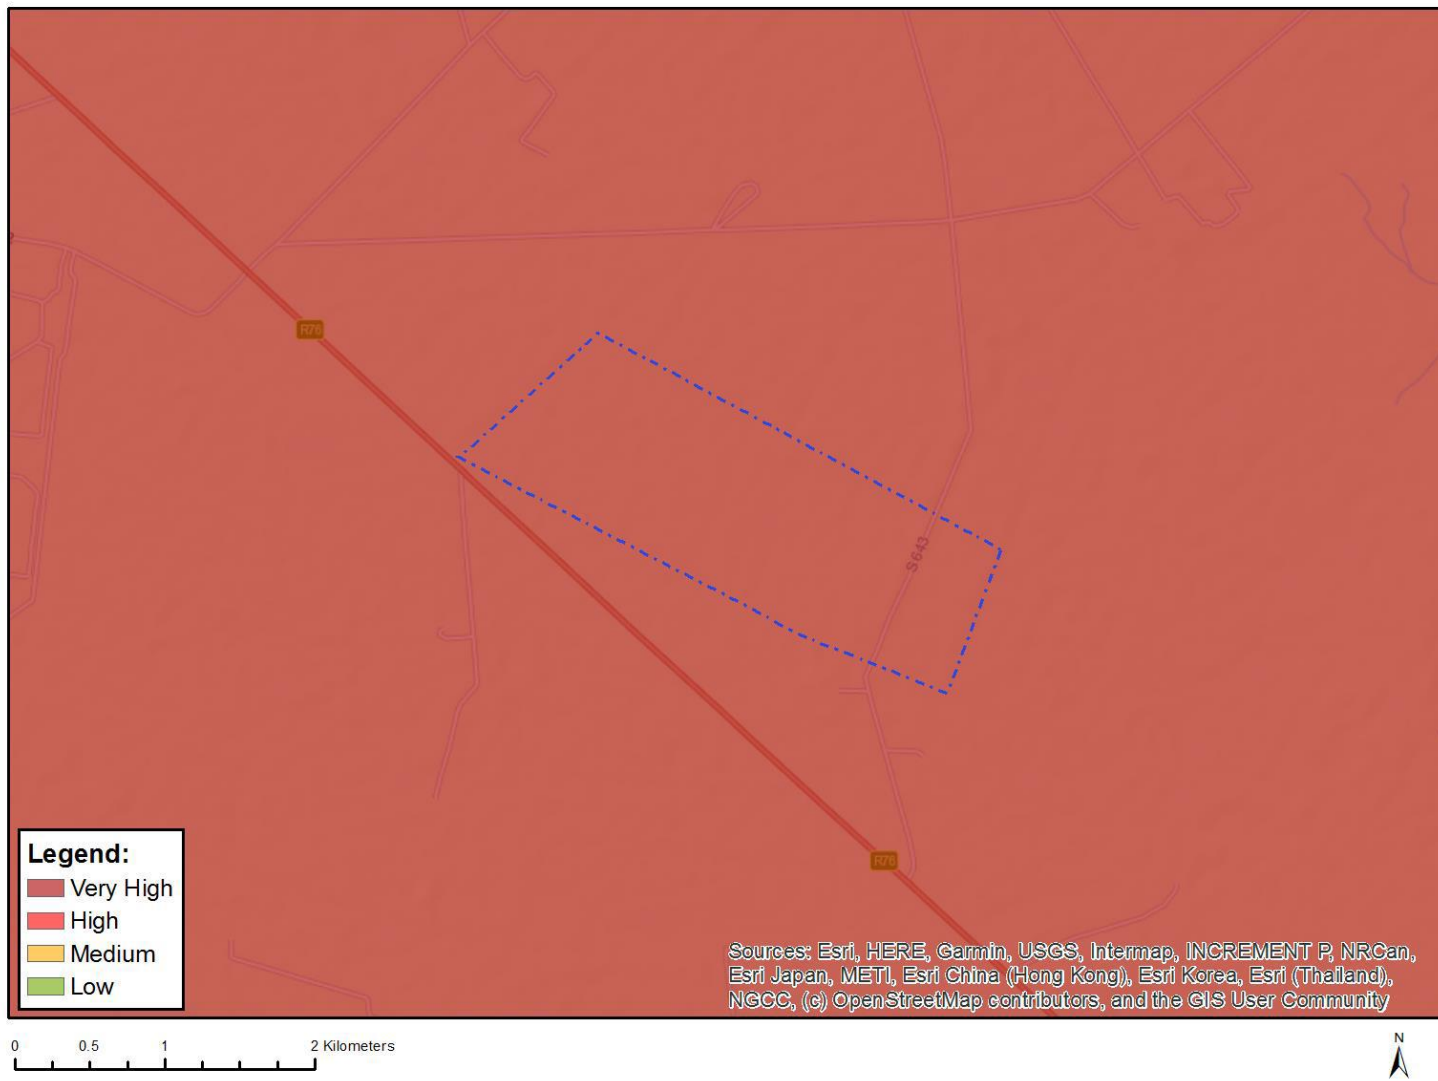 R76
S 643
R76
Legend:
Very High
High
Medium
Low
Sources: Esri, HERE, Garmin, USGS, Intermap, INCREMENT P, NRCan,
Esri Japan, METI, Esri China (Hong Kong), Esri Korea, Esri (Thailand),
NGCC, (c) OpenStreetMap contributors, and the GIS User Community
0 0.5 1 2 Kilometers
N